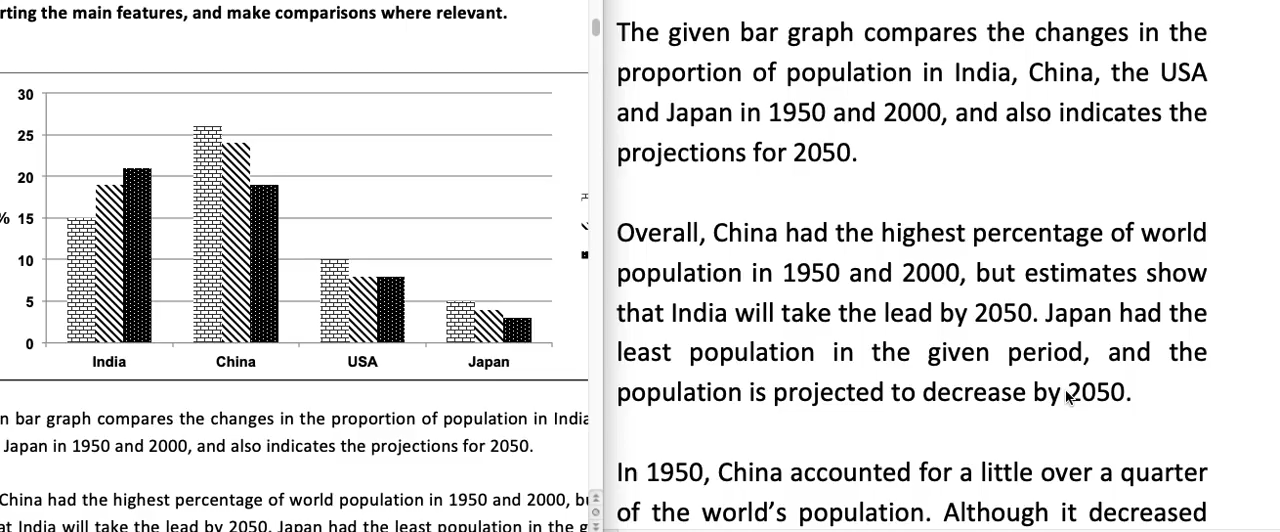 rting the main features, and make comparisons where relevant.
30
25
20
% 15
10
5
0
India China USA Japan
n bar graph compares the changes in the proportion of population in India
Japan in 1950 and 2000, and also indicates the projections for 2050.
China had the highest percentage of world population in 1950 and 2000, bu
at India will take the lead by 2050. Japan had the least population in the g
The given bar graph compares the changes in the
proportion of population in India, China, the USA
and Japan in 1950 and 2000, and also indicates the
projections for 2050.
Overall, China had the highest percentage of world
population in 1950 and 2000, but estimates show
that India will take the lead by 2050. Japan had the
least population in the given period, and the
population is projected to decrease by 2050.
In 1950, China accounted for a little over a quarter
of the world's population. Although it decreased